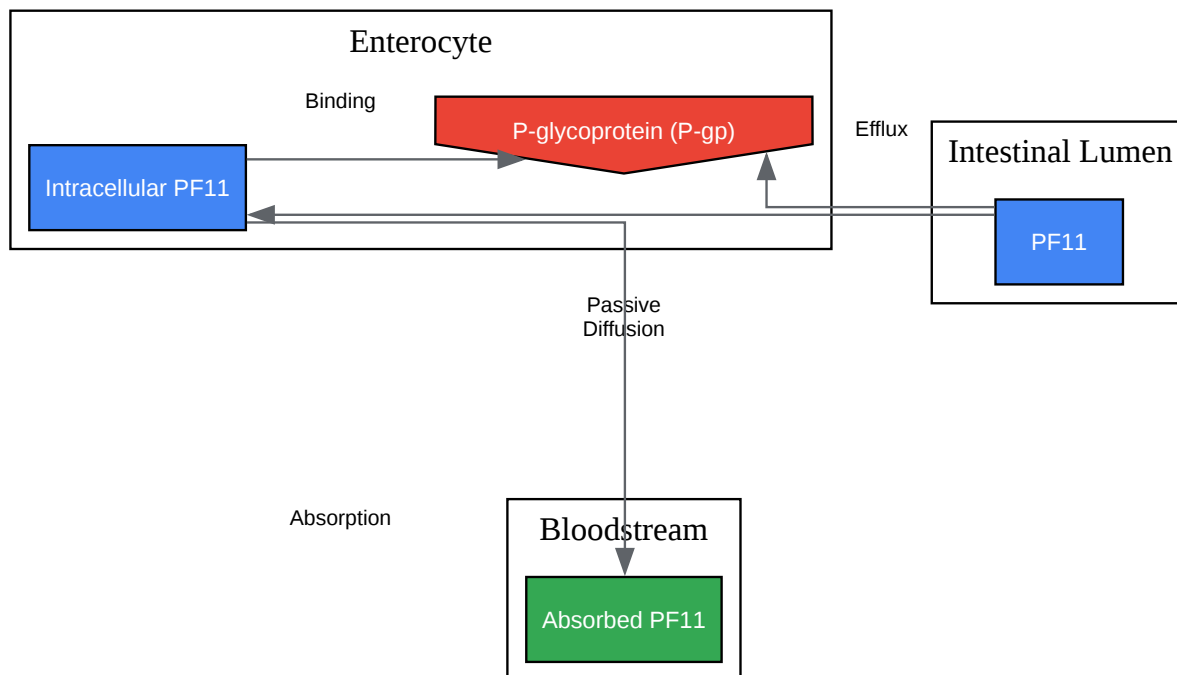 Enterocyte
Binding
P-glycoprotein (P-gp)
Efflux
Intestinal Lumen
Intracellular PF11
PF11
Passive
Diffusion
Absorption
Bloodstream
Absorbed PF11